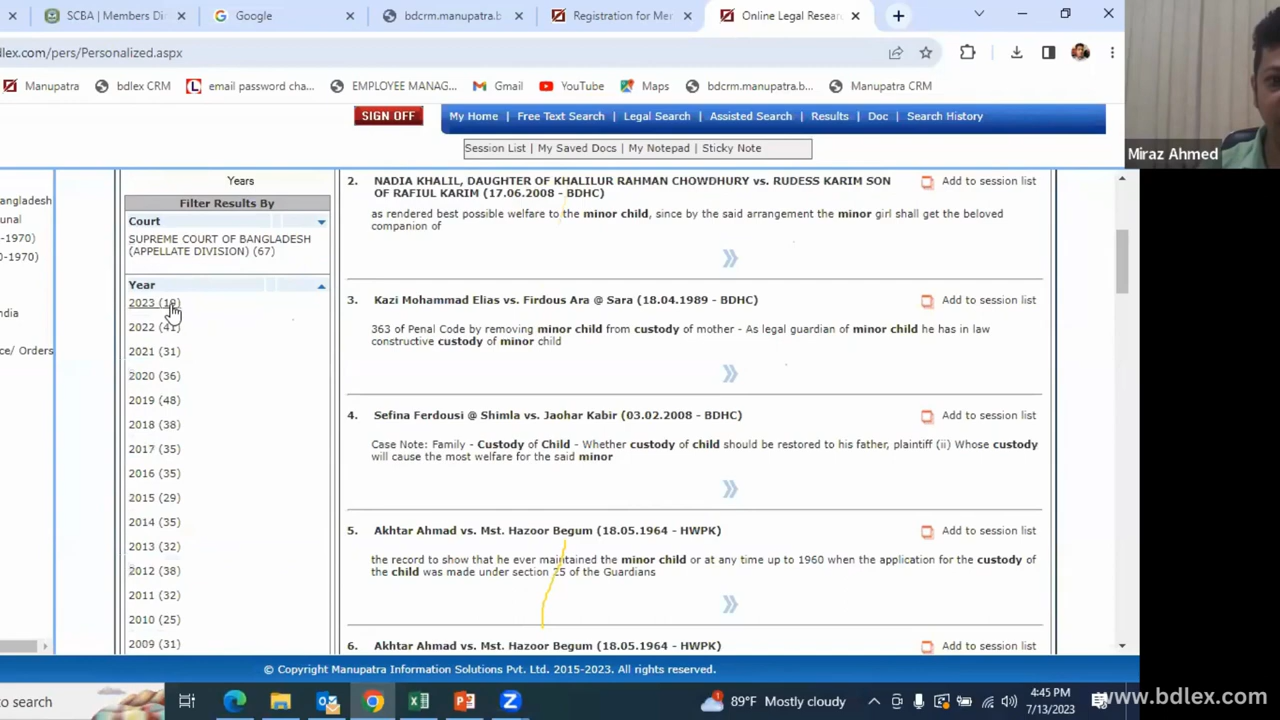 SCBA | Members Di
Google
bdcrm.manupatra.b
Registration for Mer
Online Legal Resear
dlex.com/pers/Personalized.aspx
Manupatra
bdlex CRM
email password cha...
EMPLOYEE MANAG...
Gmail
YouTube
Maps
bdcrm.manupatra.b...
Manupatra CRM
SIGN OFF
My Home | Free Text Search | Legal Search | Assisted Search | Results | Doc | Search History
Session List | My Saved Docs | My Notepad | Sticky Note
Miraz Ahmed
angladesh
unal
0-1970)
0-1970)
ndia
ce/ Orders
Years
Filter Results By
Court
SUPREME COURT OF BANGLADESH
(APPELLATE DIVISION) (67)
Year
2023 (18)
2022 (41)
2021 (31)
2020 (36)
2019 (48)
2018 (38)
2017 (35)
2016 (35)
2015 (29)
2014 (35)
2013 (32)
2012 (38)
2011 (32)
2010 (25)
2009 (31)
2. NADIA KHALIL, DAUGHTER OF KHALILUR RAHMAN CHOWDHURY vs. RUDESS KARIM SON
OF RAFIUL KARIM (17.06.2008 - BDHC)
Add to session list
as rendered best possible welfare to the minor child, since by the said arrangement the minor girl shall get the beloved
companion of
3. Kazi Mohammad Elias vs. Firdous Ara @ Sara (18.04.1989 - BDHC)
Add to session list
363 of Penal Code by removing minor child from custody of mother - As legal guardian of minor child he has in law
constructive custody of minor child
4. Sefina Ferdousi @ Shimla vs. Jaohar Kabir (03.02.2008 - BDHC)
Add to session list
Case Note: Family - Custody of Child - Whether custody of child should be restored to his father, plaintiff (ii) Whose custody
will cause the most welfare for the said minor
5. Akhtar Ahmad vs. Mst. Hazoor Begum (18.05.1964 - HWPK)
Add to session list
the record to show that he ever maintained the minor child or at any time up to 1960 when the application for the custody of
the child was made under section 25 of the Guardians
6. Akhtar Ahmad vs. Mst. Hazoor Begum (18.05.1964 - HWPK)
Add to session list
© Copyright Manupatra Information Solutions Pvt. Ltd. 2015-2023. All rights reserved.
to search
89°F Mostly cloudy
4:45 PM
7/13/2023
www.bdlex.com